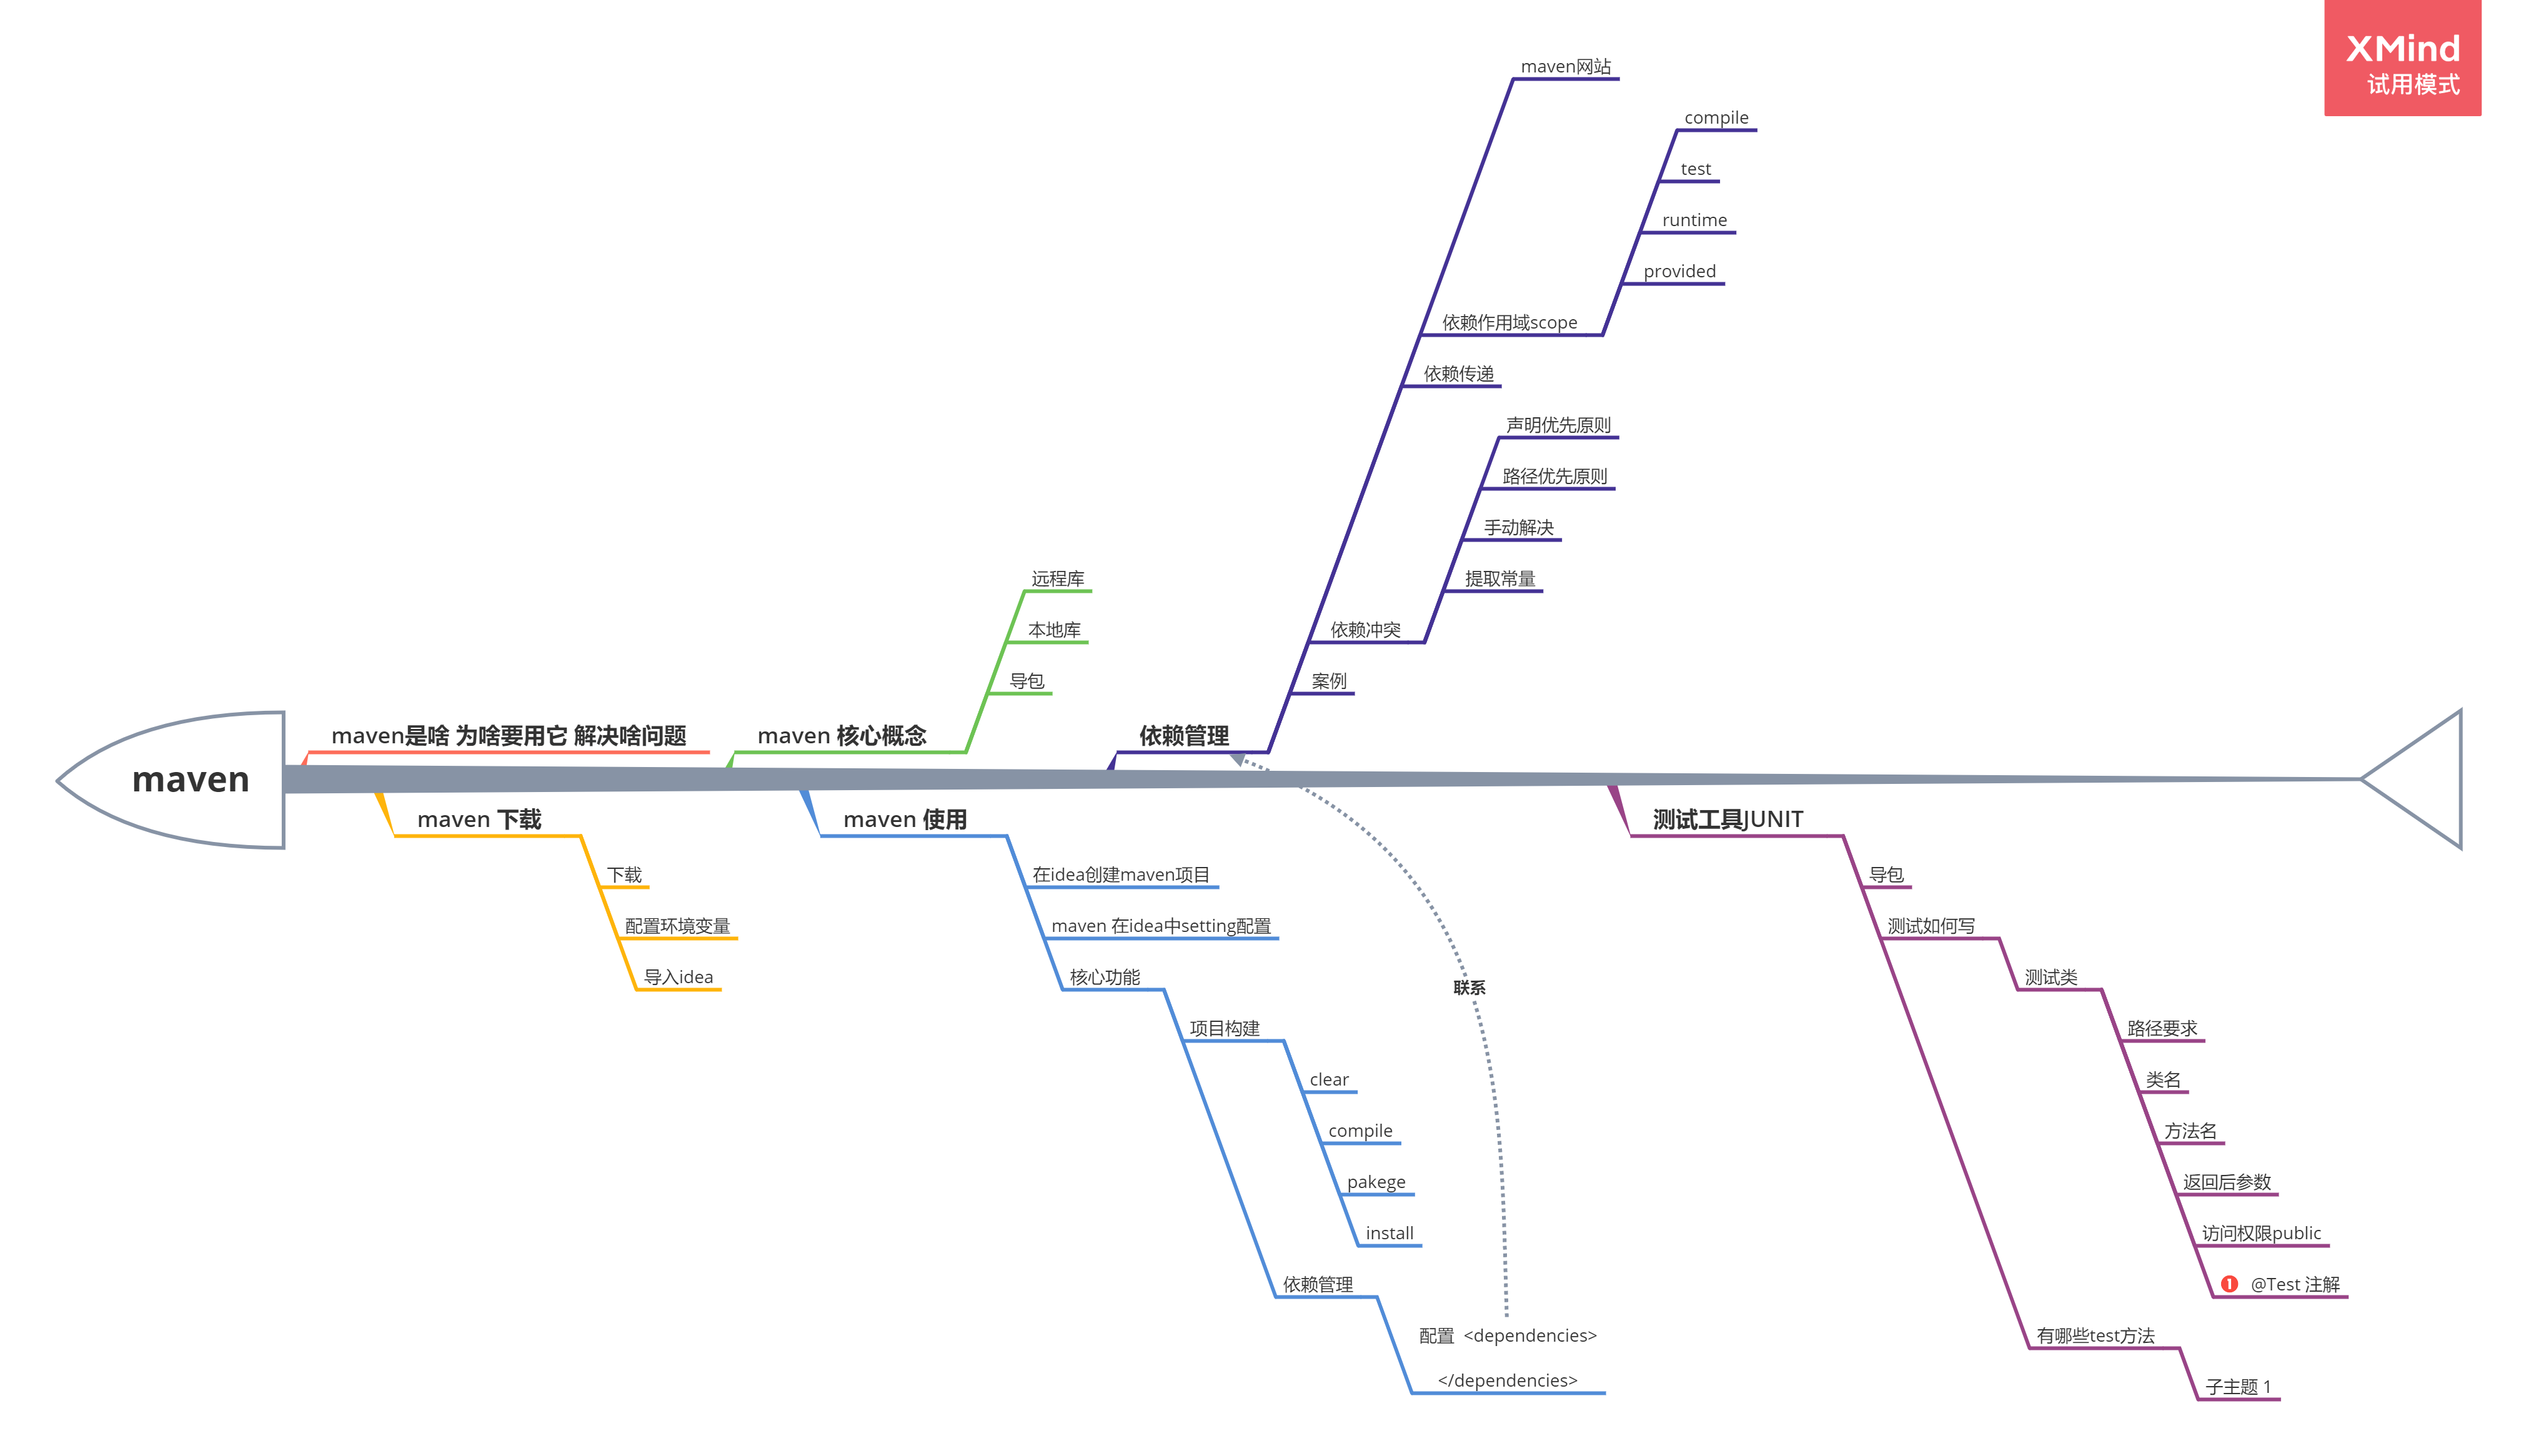 XMind
试用模式
maven
maven是啥 为啥要用它 解决啥问题
maven 下载
下载
配置环境变量
导入idea
maven 核心概念
远程库
本地库
导包
maven 使用
在idea创建maven项目
maven 在idea中setting配置
核心功能
项目构建
clear
compile
pakege
install
依赖管理
配置 <dependencies>
</dependencies>
联系
依赖管理
maven网站
依赖作用域scope
compile
test
runtime
provided
依赖传递
依赖冲突
声明优先原则
路径优先原则
手动解决
提取常量
案例
测试工具JUNIT
导包
测试如何写
测试类
路径要求
类名
方法名
返回后参数
访问权限public
1 @Test 注解
有哪些test方法
子主题 1